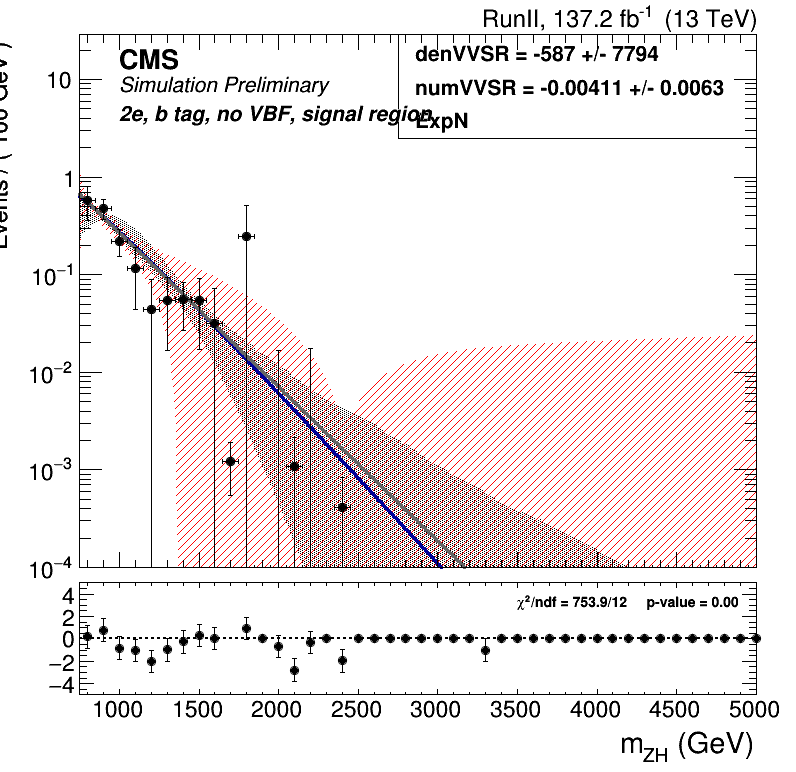 RunII, 137.2 fb⁻¹ (13 TeV)
CMS
Simulation Preliminary
2e, b tag, no VBF, signal region
denVVSR = -587 +/- 7794
numVVSR = -0.00411 +/- 0.0063
ExpN
10
1
10⁻¹
10⁻²
10⁻³
10⁻⁴
χ²/ndf = 753.9/12 p-value = 0.00
4
2
0
−2
−4
1000 1500 2000 2500 3000 3500 4000 4500 5000
m_ZH (GeV)